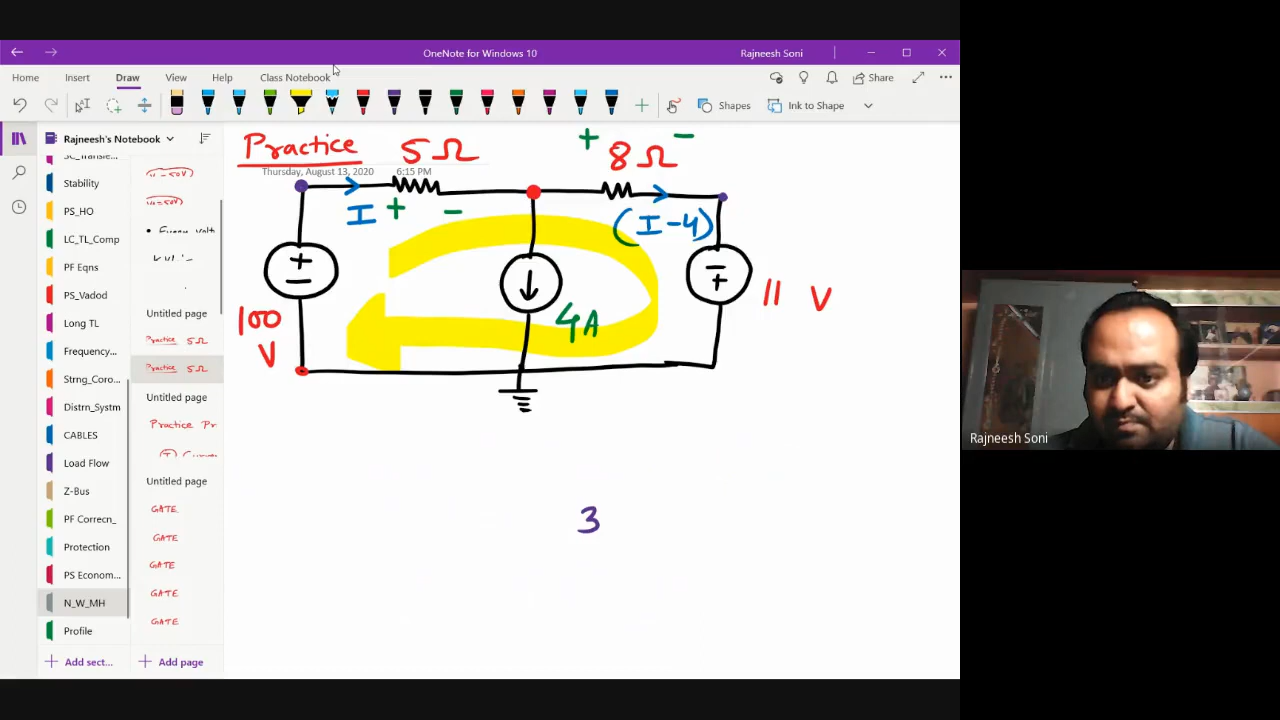 OneNote for Windows 10
Rajneesh Soni
Home Insert Draw View Help Class Notebook
Share
Shapes
Ink to Shape
Rajneesh's Notebook
Stability
PS_HO
LC_TL_Comp
PF Eqns
PS_Vadod
Long TL
Frequency...
Strng_Coro...
Distrn_Systm
CABLES
Load Flow
Z-Bus
PF Correcn_
Protection
PS Econom...
N_W_MH
Profile
Add sect...
Untitled page
Practice 5Ω
Practice 5Ω
Untitled page
Practice Pr
Untitled page
GATE
GATE
GATE
GATE
GATE
Add page
Practice
Thursday, August 13, 2020 6:15 PM
5Ω
+ 8Ω −
I + −
(I-4)
+
−
−
+
100
V
4A
11 V
3
Rajneesh Soni